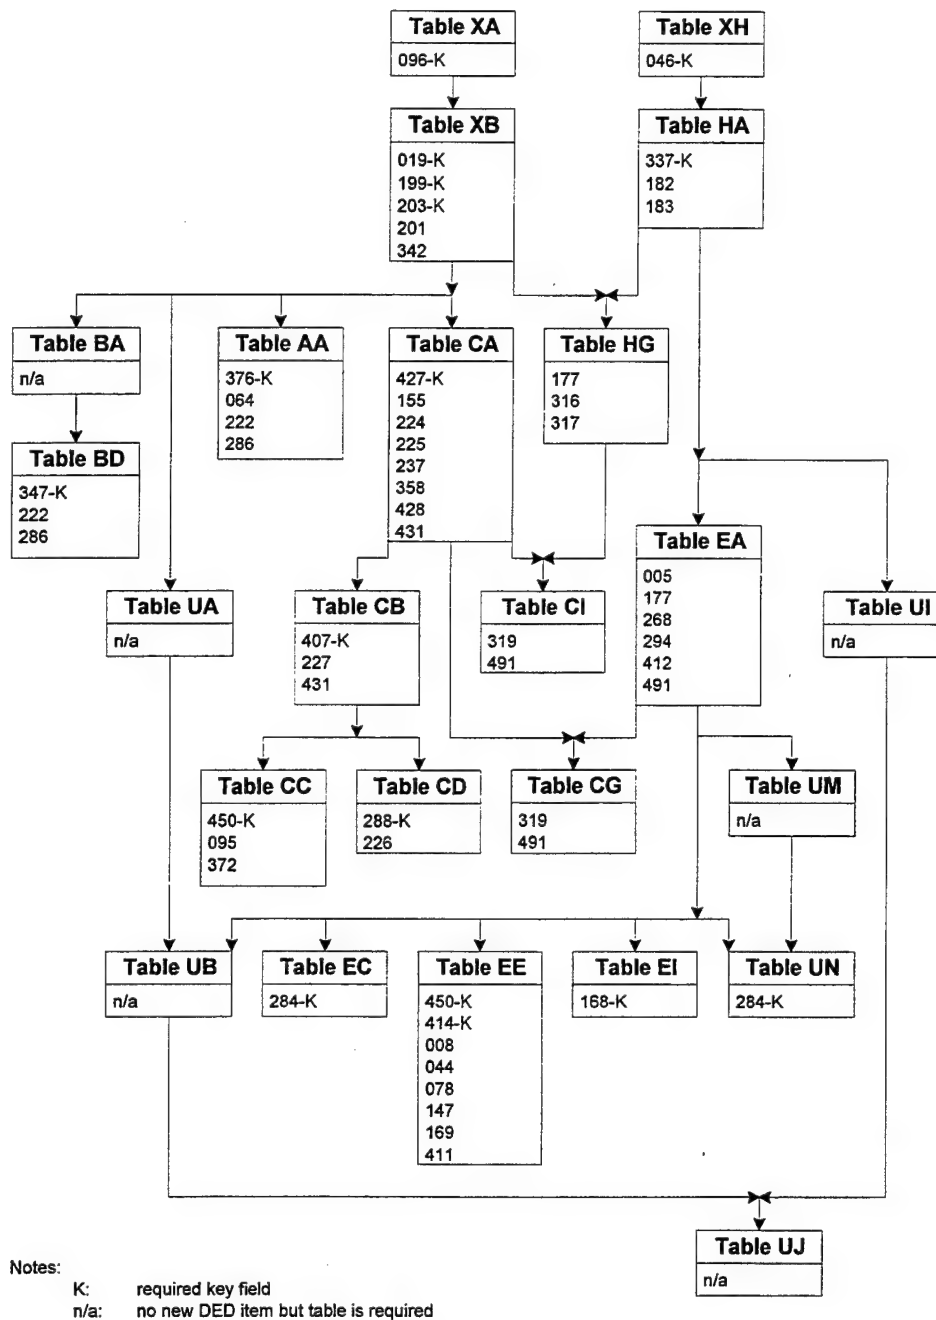 Table XA
096-K
Table XH
046-K
Table XB
019-K
199-K
203-K
201
342
Table HA
337-K
182
183
Table BA
n/a
Table AA
376-K
064
222
286
Table CA
427-K
155
224
225
237
358
428
431
Table HG
177
316
317
Table BD
347-K
222
286
Table EA
005
177
268
294
412
491
Table UA
n/a
Table CB
407-K
227
431
Table CI
319
491
Table UI
n/a
Table CC
450-K
095
372
Table CD
288-K
226
Table CG
319
491
Table UM
n/a
Table UB
n/a
Table EC
284-K
Table EE
450-K
414-K
008
044
078
147
169
411
Table EI
168-K
Table UN
284-K
Table UJ
n/a
Notes:
K: required key field
n/a: no new DED item but table is required